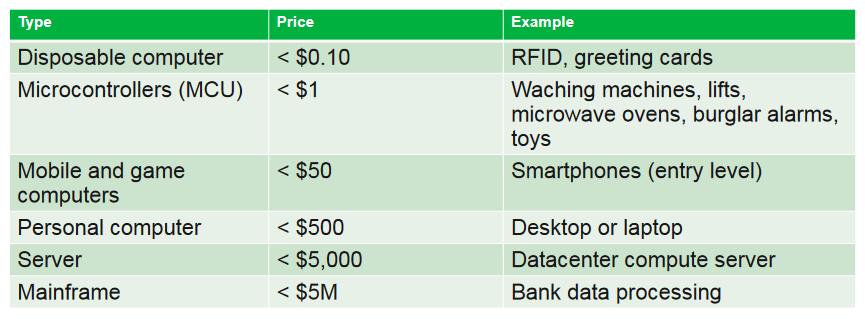 Type Price Example
Disposable computer < $0.10 RFID, greeting cards
Microcontrollers (MCU) < $1 Waching machines, lifts,
microwave ovens, burglar alarms,
toys
Mobile and game < $50 Smartphones (entry level)
computers
Personal computer < $500 Desktop or laptop
Server < $5,000 Datacenter compute server
Mainframe < $5M Bank data processing